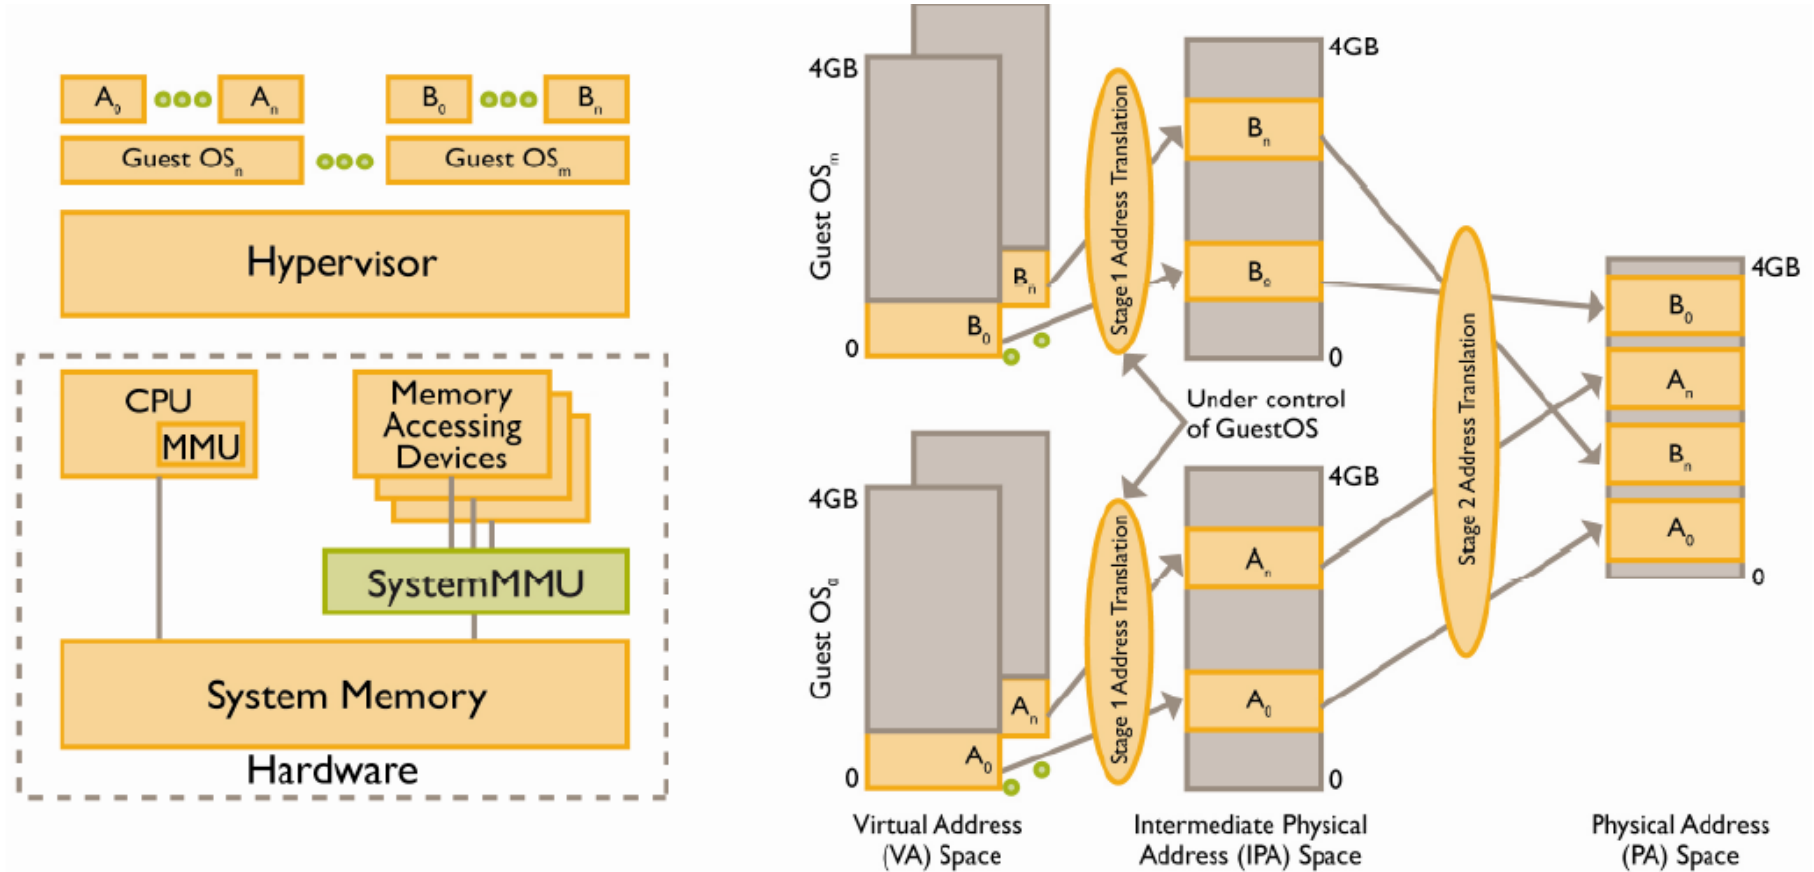 A0 An B0 Bn
Guest OSn Guest OSm
Hypervisor
CPU
MMU
Memory
Accessing
Devices
SystemMMU
System Memory
Hardware
4GB
Guest OSm
Bn
B0
0
Stage 1 Address Translation
4GB
Bn
B0
0
Under control
of GuestOS
4GB
Guest OSα
An
A0
0
Stage 1 Address Translation
4GB
An
A0
0
Stage 2 Address Translation
4GB
B0
An
Bn
A0
0
Virtual Address
(VA) Space
Intermediate Physical
Address (IPA) Space
Physical Address
(PA) Space